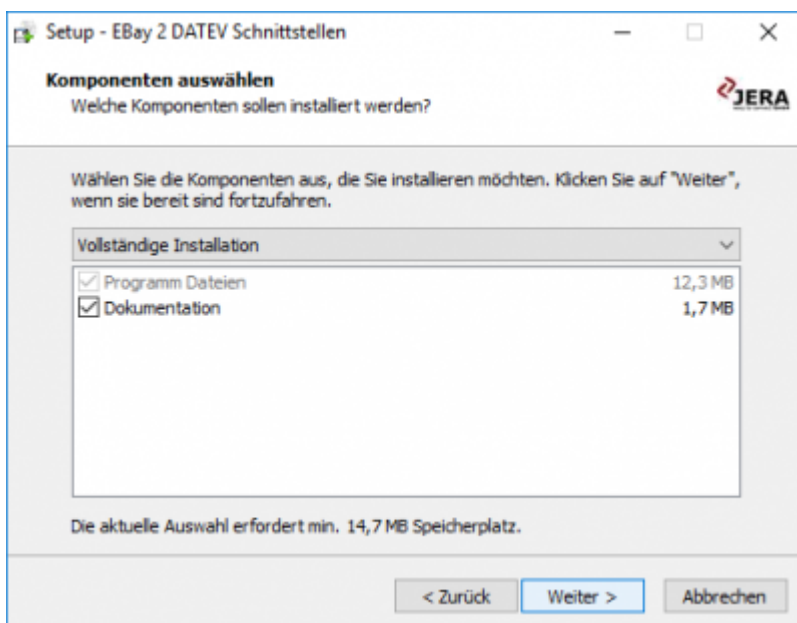 Setup - EBay 2 DATEV Schnittstellen
Komponenten auswählen
Welche Komponenten sollen installiert werden?
JERA
Wählen Sie die Komponenten aus, die Sie installieren möchten. Klicken Sie auf "Weiter",
wenn sie bereit sind fortzufahren.
Vollständige Installation
Programm Dateien 12,3 MB
Dokumentation 1,7 MB
Die aktuelle Auswahl erfordert min. 14,7 MB Speicherplatz.
< Zurück Weiter > Abbrechen